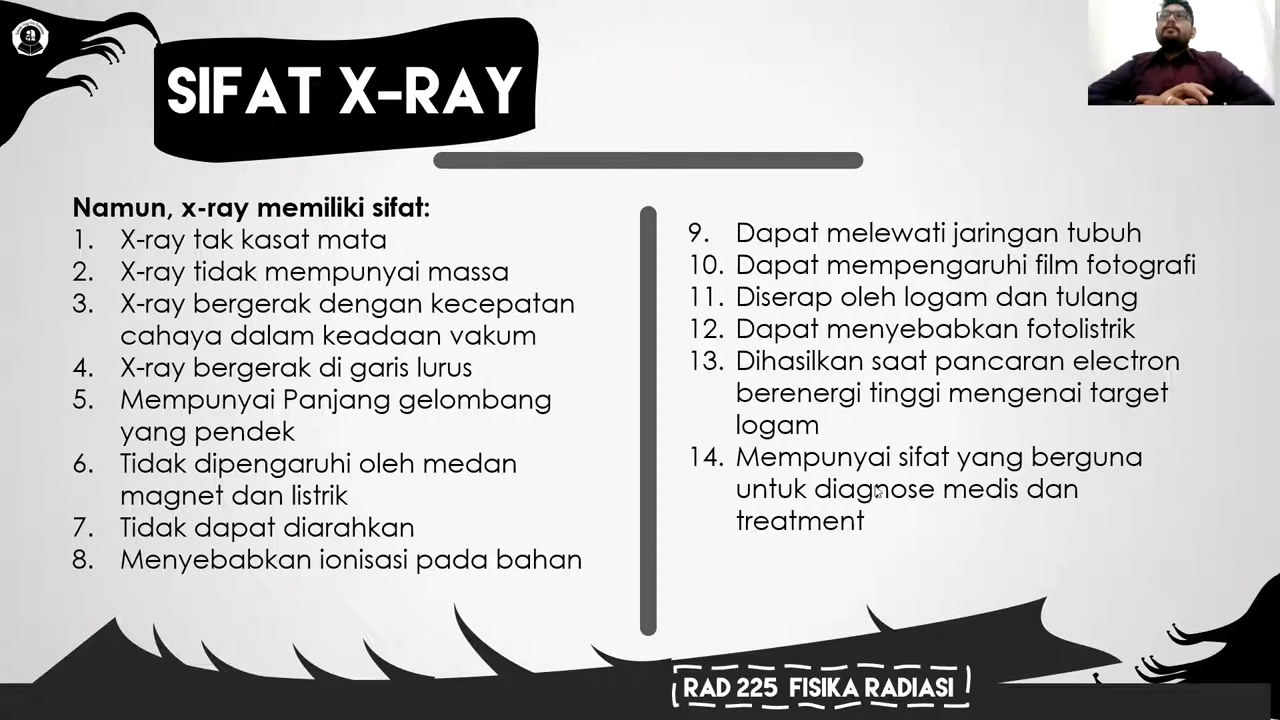 SIFAT X-RAY
Namun, x-ray memiliki sifat:
1. X-ray tak kasat mata
2. X-ray tidak mempunyai massa
3. X-ray bergerak dengan kecepatan
cahaya dalam keadaan vakum
4. X-ray bergerak di garis lurus
5. Mempunyai Panjang gelombang
yang pendek
6. Tidak dipengaruhi oleh medan
magnet dan listrik
7. Tidak dapat diarahkan
8. Menyebabkan ionisasi pada bahan
9. Dapat melewati jaringan tubuh
10. Dapat mempengaruhi film fotografi
11. Diserap oleh logam dan tulang
12. Dapat menyebabkan fotolistrik
13. Dihasilkan saat pancaran electron
berenergi tinggi mengenai target
logam
14. Mempunyai sifat yang berguna
untuk diagnose medis dan
treatment
RAD 225 FISIKA RADIASI